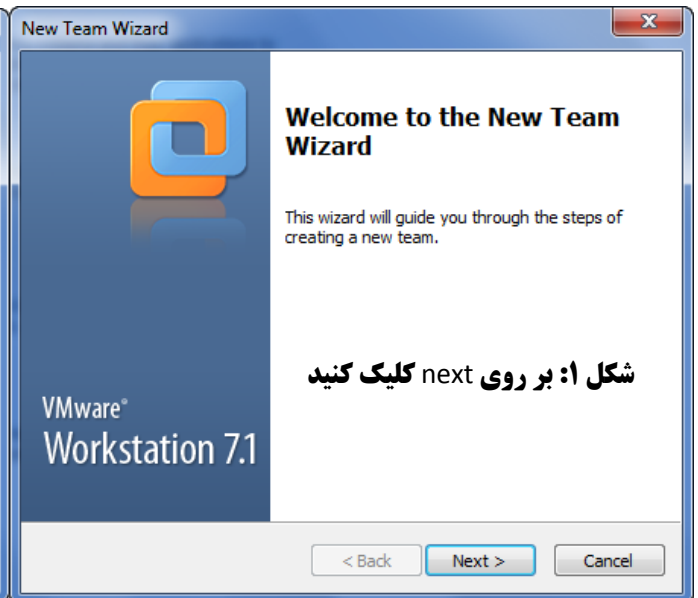 New Team Wizard
Welcome to the New Team
Wizard
This wizard will guide you through the steps of
creating a new team.
شکل ۱: بر روی next کلیک کنید
VMware®
Workstation 7.1
< Back
Next >
Cancel